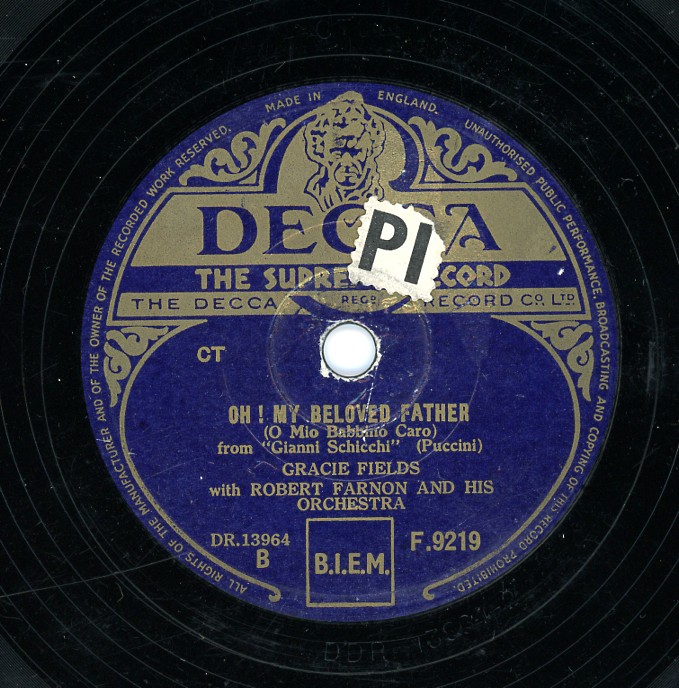 ALL RIGHTS OF THE MANUFACTURER AND OF THE OWNER OF THE RECORDED WORK RESERVED. MADE IN ENGLAND. UNAUTHORISED PUBLIC PERFORMANCE, BROADCASTING AND COPYING OF THIS RECORD PROHIBITED.
DECCA
PI
THE SUPREME RECORD
THE DECCA REGD RECORD CO. LTD
CT
OH ! MY BELOVED FATHER
(O Mio Babbino Caro)
from "Gianni Schicchi" (Puccini)
GRACIE FIELDS
with ROBERT FARNON AND HIS
ORCHESTRA
DR.13964
B
B.I.E.M.
F.9219